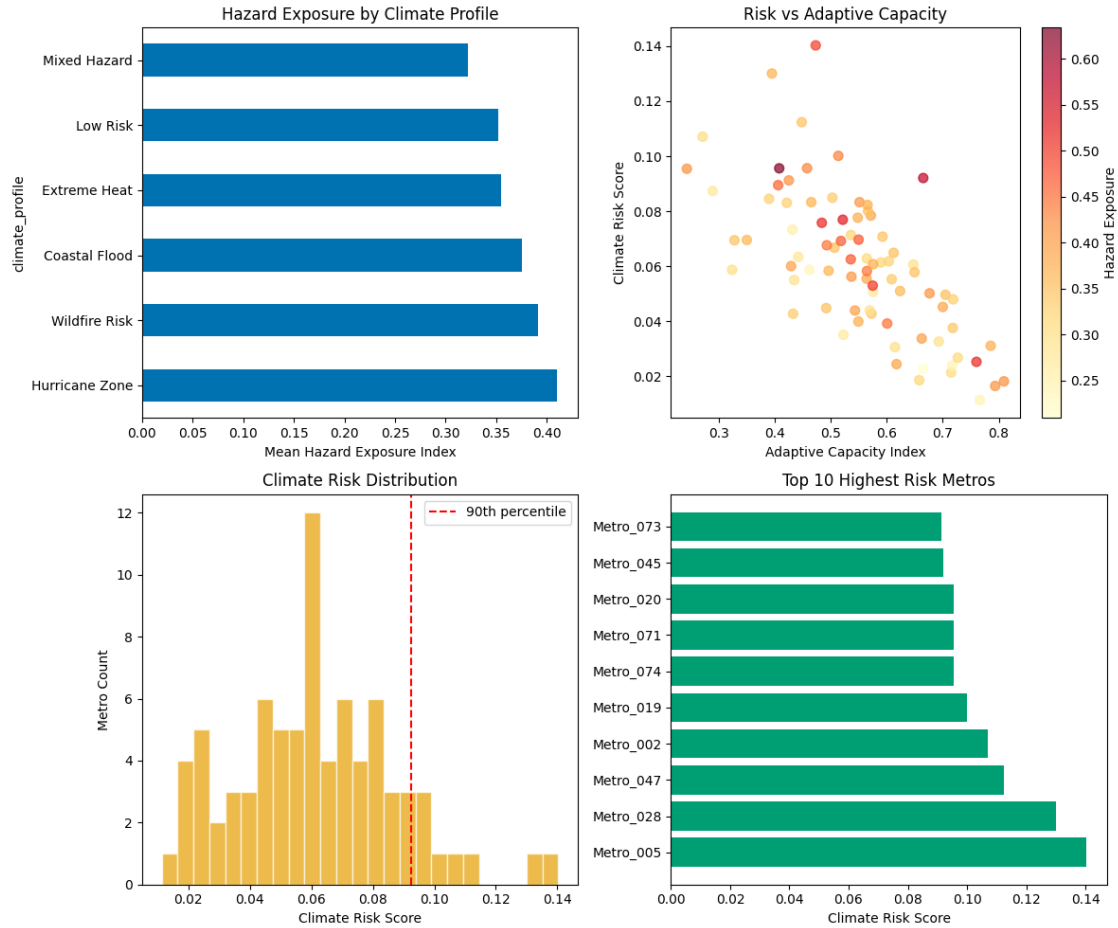 Hazard Exposure by Climate Profile
climate_profile
Mixed Hazard
Low Risk
Extreme Heat
Coastal Flood
Wildfire Risk
Hurricane Zone
0.00 0.05 0.10 0.15 0.20 0.25 0.30 0.35 0.40
Mean Hazard Exposure Index
Risk vs Adaptive Capacity
Climate Risk Score
0.14
0.12
0.10
0.08
0.06
0.04
0.02
0.3 0.4 0.5 0.6 0.7 0.8
Adaptive Capacity Index
0.60
0.55
0.50
0.45
0.40
0.35
0.30
0.25
Hazard Exposure
Climate Risk Distribution
90th percentile
Metro Count
12
10
8
6
4
2
0
0.02 0.04 0.06 0.08 0.10 0.12 0.14
Climate Risk Score
Top 10 Highest Risk Metros
Metro_073
Metro_045
Metro_020
Metro_071
Metro_074
Metro_019
Metro_002
Metro_047
Metro_028
Metro_005
0.00 0.02 0.04 0.06 0.08 0.10 0.12 0.14
Climate Risk Score